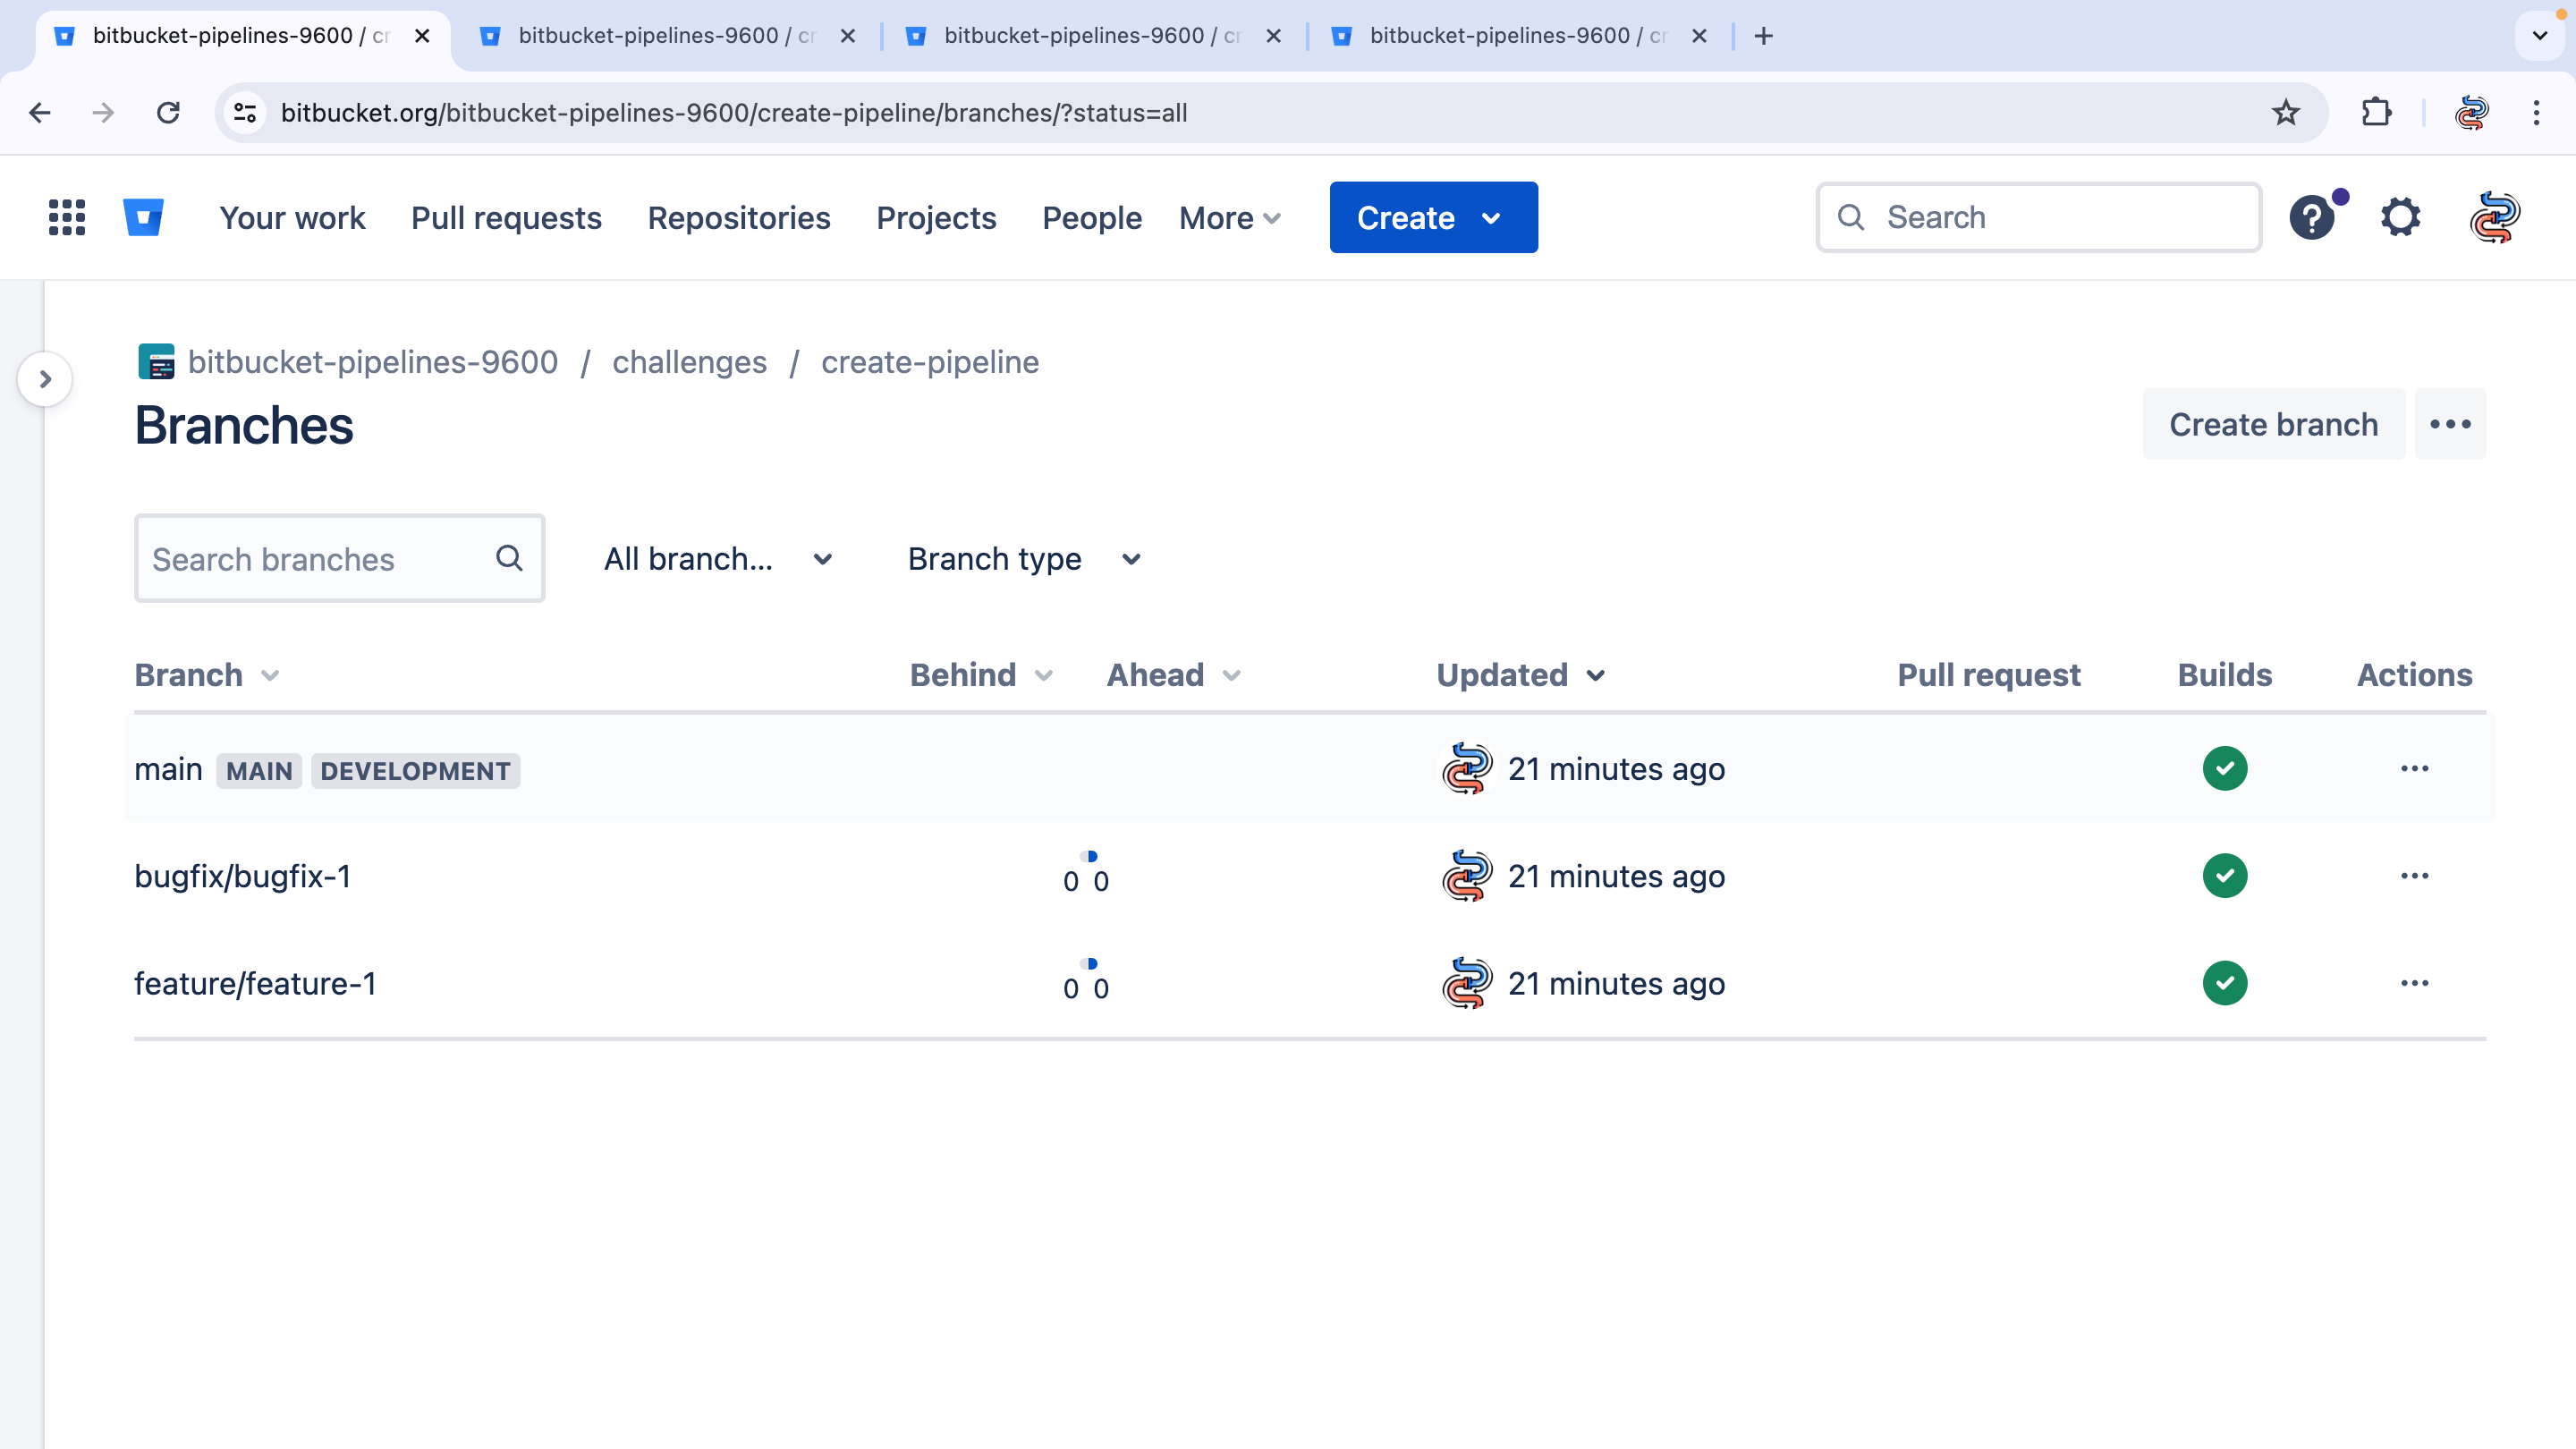 bitbucket-pipelines-9600 / cr
bitbucket-pipelines-9600 / cr
bitbucket-pipelines-9600 / cr
bitbucket-pipelines-9600 / cr
bitbucket.org/bitbucket-pipelines-9600/create-pipeline/branches/?status=all
Your work Pull requests Repositories Projects People More Create Search
bitbucket-pipelines-9600 / challenges / create-pipeline
Branches
Create branch
Search branches All branch... Branch type
Branch Behind Ahead Updated Pull request Builds Actions
main MAIN DEVELOPMENT 21 minutes ago
bugfix/bugfix-1 0 0 21 minutes ago
feature/feature-1 0 0 21 minutes ago